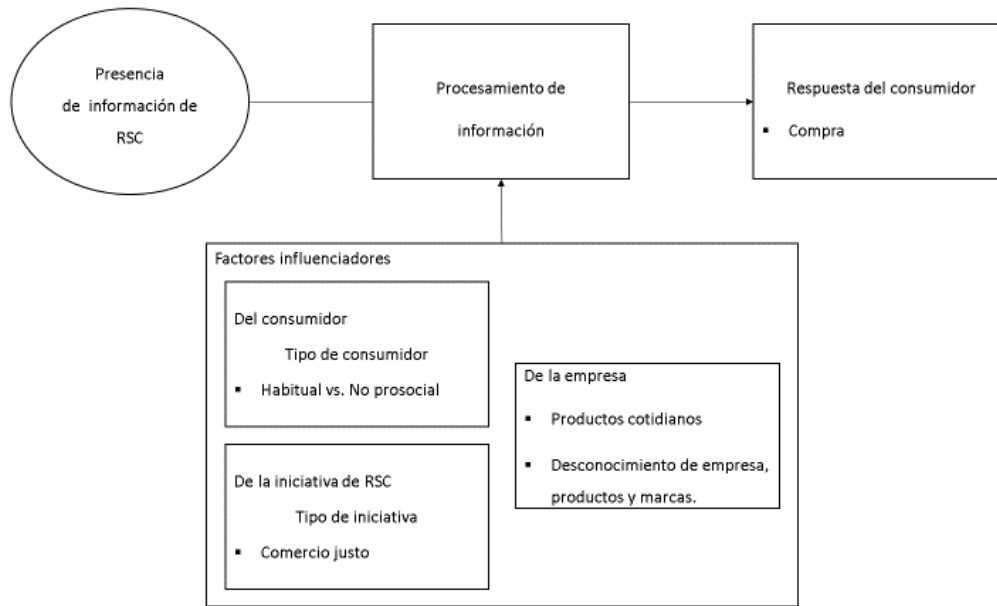 Presencia
de información de
RSC
Procesamiento de
información
Respuesta del consumidor
▪ Compra
Factores influenciadores
Del consumidor
Tipo de consumidor
▪ Habitual vs. No prosocial
De la iniciativa de RSC
Tipo de iniciativa
▪ Comercio justo
De la empresa
▪ Productos cotidianos
▪ Desconocimiento de empresa,
productos y marcas.